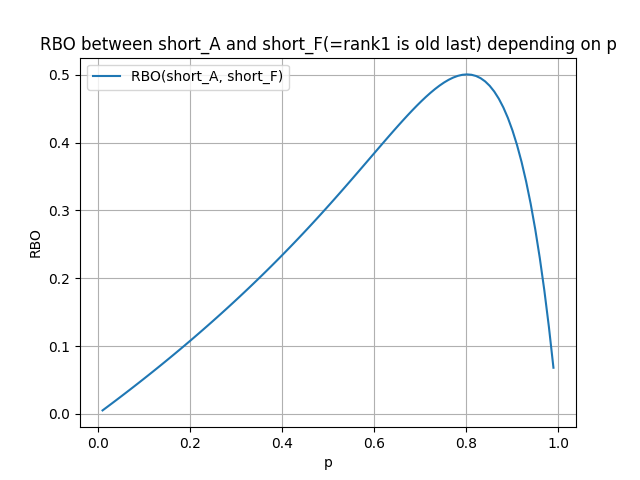 RBO between short_A and short_F(=rank1 is old last) depending on p
RBO(short_A, short_F)
0.5
0.4
0.3
0.2
0.1
0.0
RBO
0.0 0.2 0.4 0.6 0.8 1.0
p